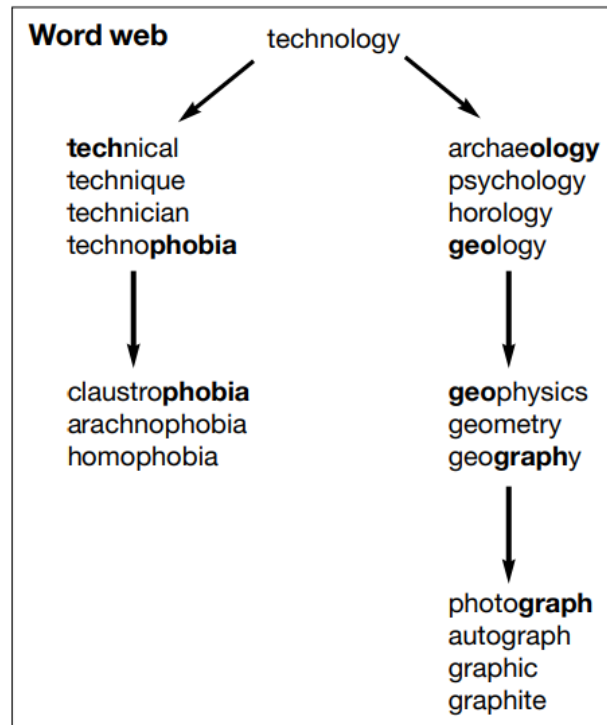 Word web
technology
technical
technique
technician
technophobia
archaeology
psychology
horology
geology
claustrophobia
arachnophobia
homophobia
geophysics
geometry
geography
photograph
autograph
graphic
graphite